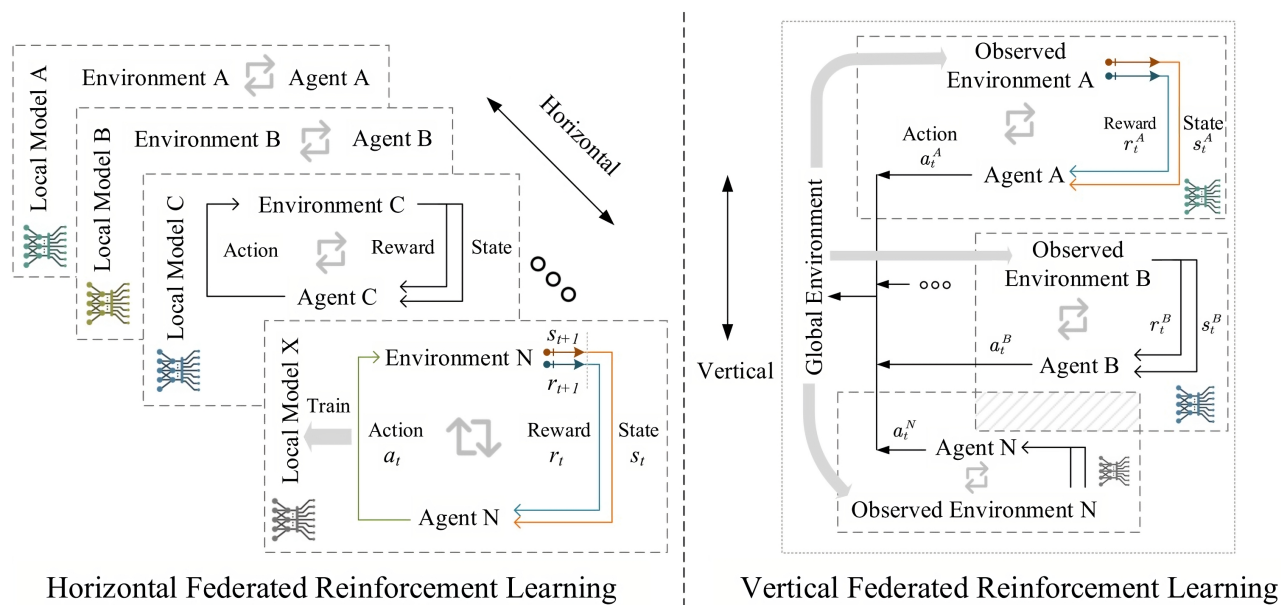 Local Model A
Environment A
Agent A
Local Model B
Environment B
Agent B
Local Model C
Environment C
Action
Reward
State
Agent C
Horizontal
Local Model X
Train
Environment N
s_{t+1}
r_{t+1}
Action
a_t
Reward
r_t
State
s_t
Agent N
Horizontal Federated Reinforcement Learning
Vertical
Global Environment
Observed
Environment A
Action
a_t^A
Reward
r_t^A
State
s_t^A
Agent A
Observed
Environment B
r_t^B
s_t^B
a_t^B
Agent B
a_t^N
Agent N
Observed Environment N
Vertical Federated Reinforcement Learning